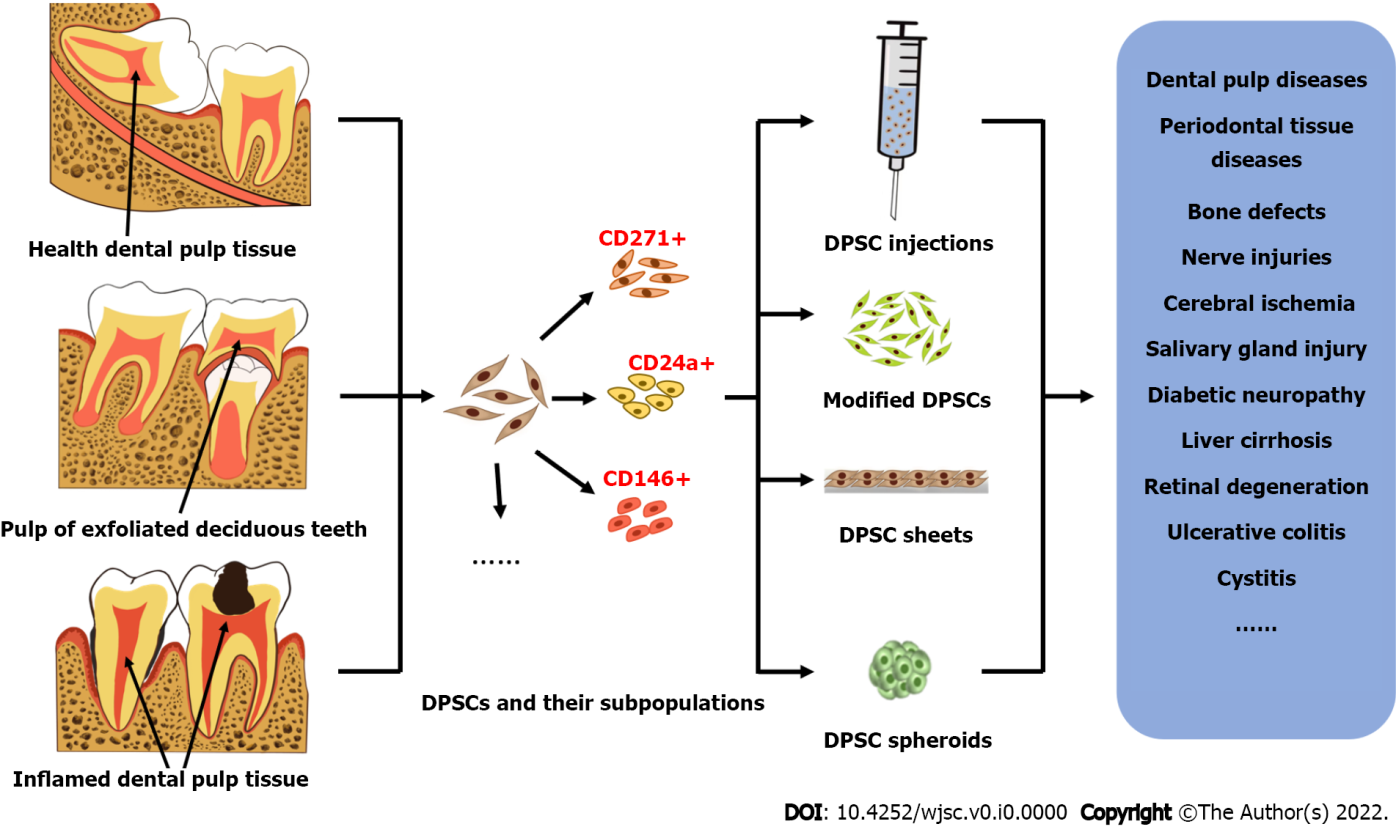 Health dental pulp tissue
Pulp of exfoliated deciduous teeth
Inflamed dental pulp tissue
CD271+
CD24a+
CD146+
......
DPSCs and their subpopulations
DPSC injections
Modified DPSCs
DPSC sheets
DPSC spheroids
Dental pulp diseases
Periodontal tissue
diseases
Bone defects
Nerve injuries
Cerebral ischemia
Salivary gland injury
Diabetic neuropathy
Liver cirrhosis
Retinal degeneration
Ulcerative colitis
Cystitis
......
DOI: 10.4252/wjsc.v0.i0.0000 Copyright ©The Author(s) 2022.